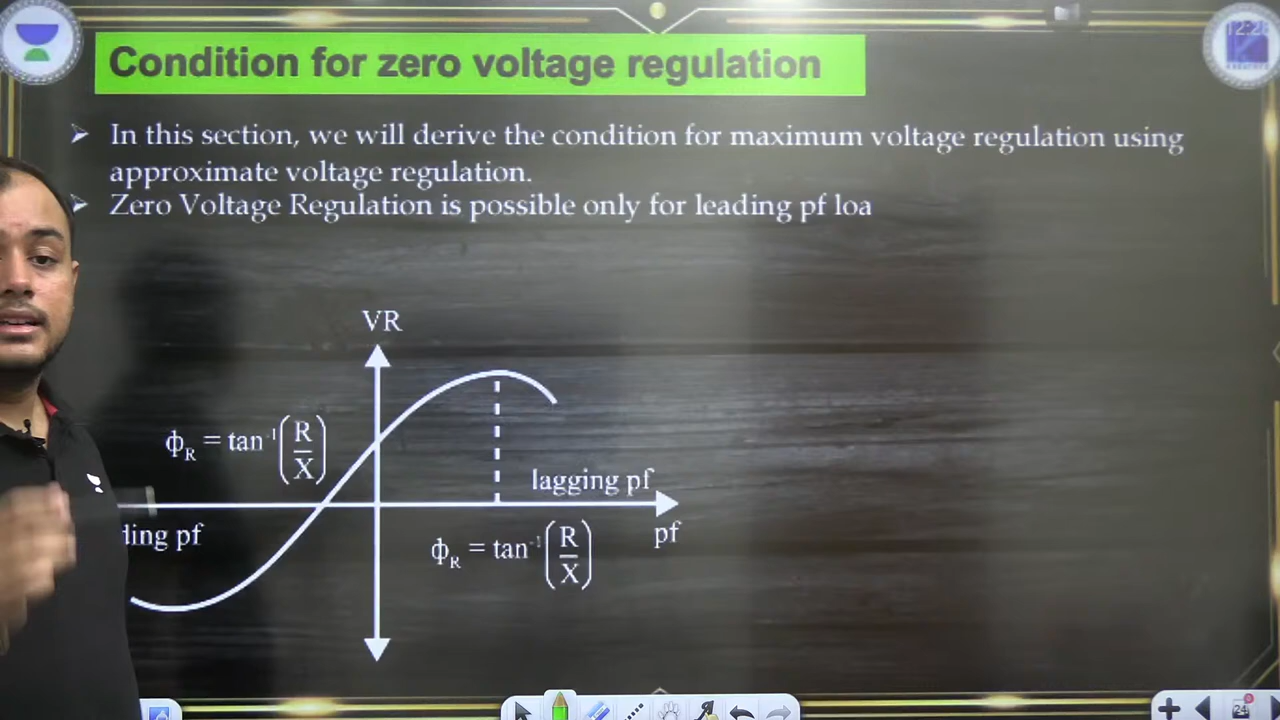 Condition for zero voltage regulation
➤ In this section, we will derive the condition for maximum voltage regulation using
approximate voltage regulation.
➤ Zero Voltage Regulation is possible only for leading pf loa
VR
ϕR = tan-1(R/X)
lagging pf
ding pf
pf
ϕR = tan-1(R/X)
24